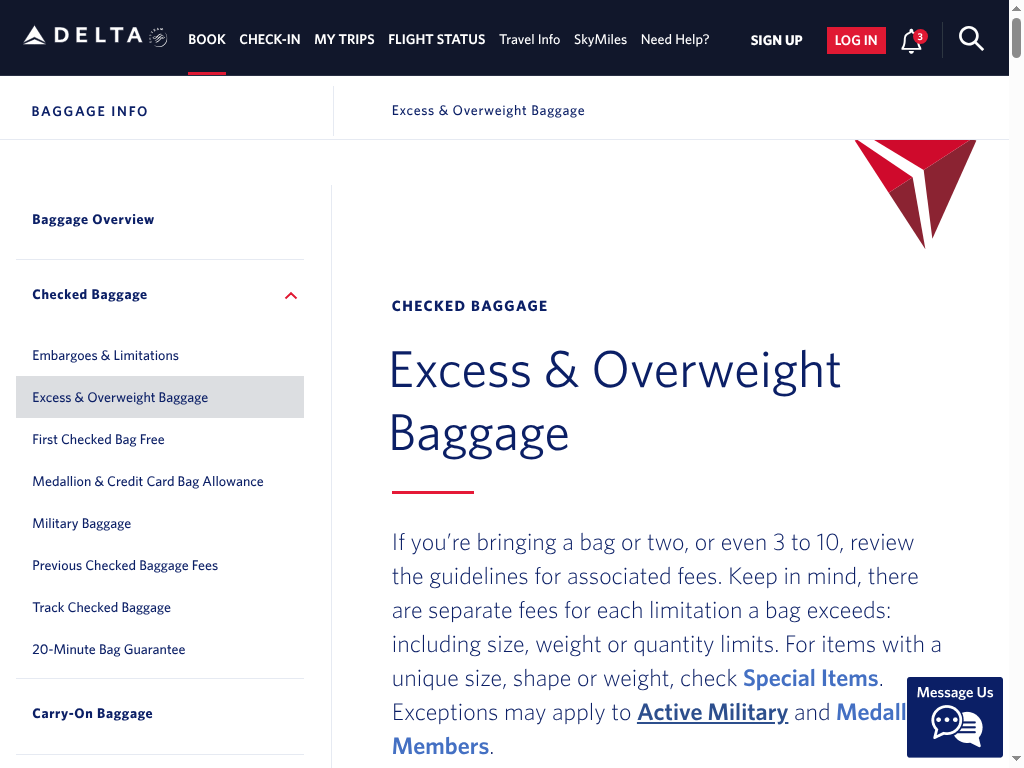 DELTA
BOOK CHECK-IN MY TRIPS FLIGHT STATUS Travel Info SkyMiles Need Help? SIGN UP LOG IN 3
BAGGAGE INFO
Excess & Overweight Baggage
Baggage Overview
Checked Baggage
Embargoes & Limitations
Excess & Overweight Baggage
First Checked Bag Free
Medallion & Credit Card Bag Allowance
Military Baggage
Previous Checked Baggage Fees
Track Checked Baggage
20-Minute Bag Guarantee
Carry-On Baggage
CHECKED BAGGAGE
Excess & Overweight
Baggage
If you’re bringing a bag or two, or even 3 to 10, review
the guidelines for associated fees. Keep in mind, there
are separate fees for each limitation a bag exceeds:
including size, weight or quantity limits. For items with a
unique size, shape or weight, check Special Items.
Exceptions may apply to Active Military and Medall
Members.
Message Us